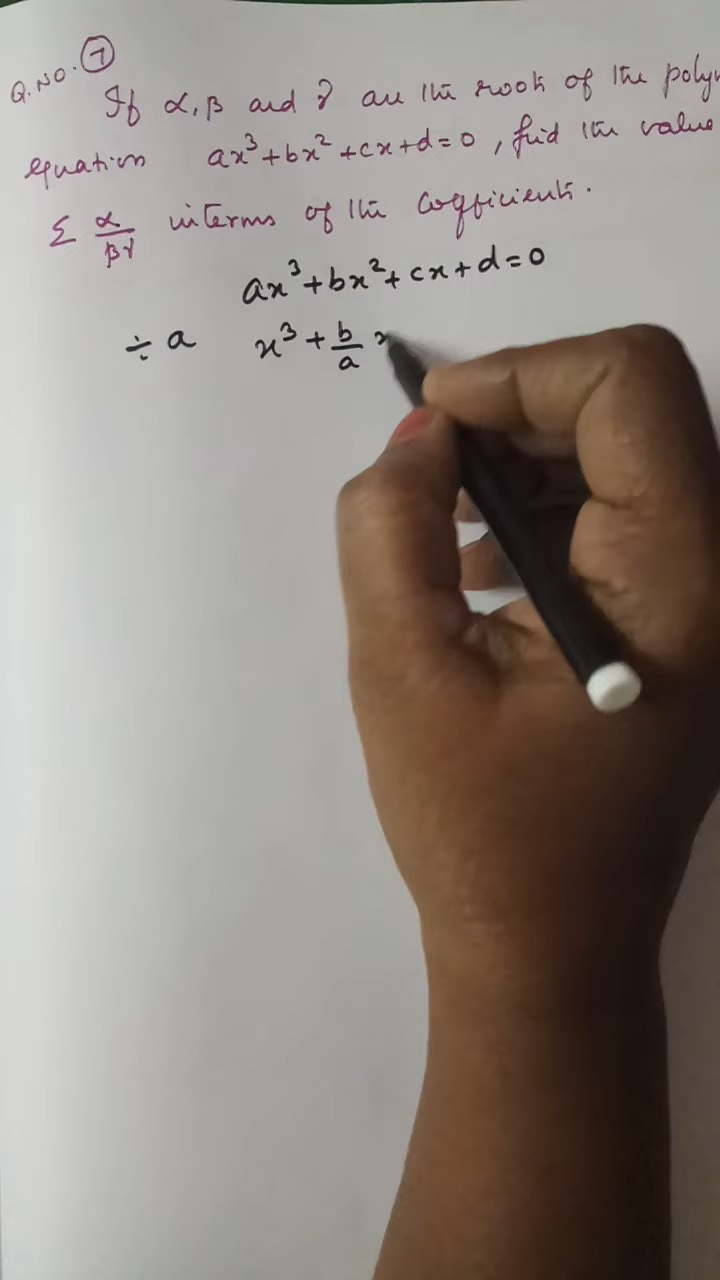 Q.NO. 7
If α, β and γ are the roots of the
equation ax³ + bx² + cx + d = 0, find the value
Σ α/βγ interms of the coefficients.
ax³ + bx² + cx + d = 0
÷ a x³ + b/a x